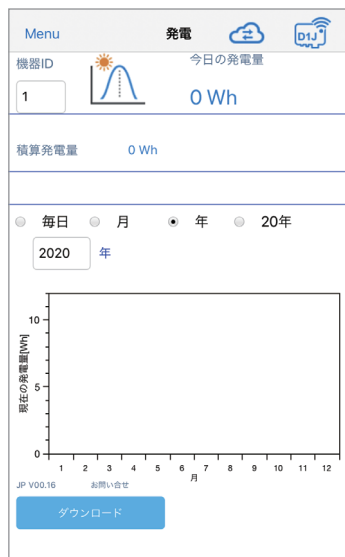 Menu 発電 D1J
機器ID 今日の発電量
1 0 Wh
積算発電量 0 Wh
毎日 月 年 20年
2020 年
現在の発電量[Wh]
10
5
0
1 2 3 4 5 6 7 8 9 10 11 12
月
JP V00.16 お問い合せ
ダウンロード